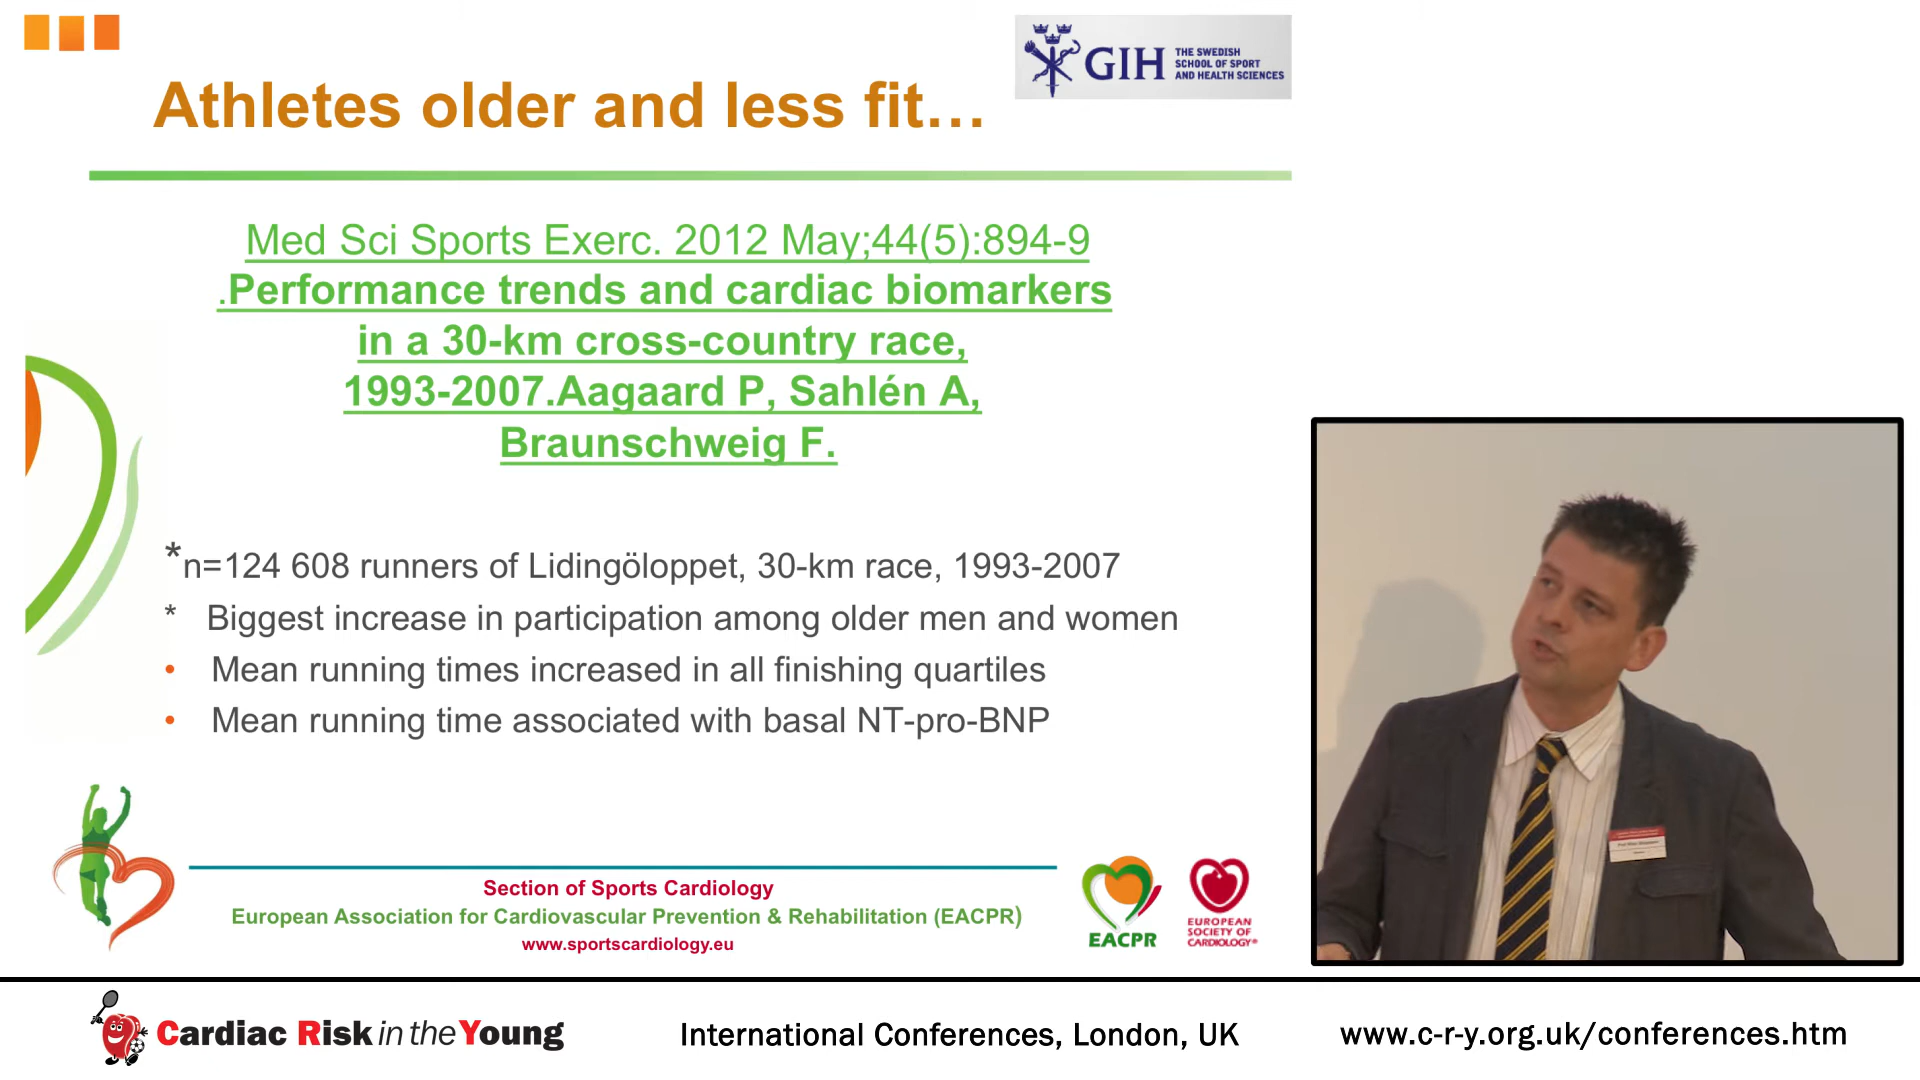 GIH
THE SWEDISH
SCHOOL OF SPORT
AND HEALTH SCIENCES
Athletes older and less fit…
Med Sci Sports Exerc. 2012 May;44(5):894-9
.Performance trends and cardiac biomarkers
in a 30-km cross-country race,
1993-2007.Aagaard P, Sahlén A,
Braunschweig F.
*n=124 608 runners of Lidingöloppet, 30-km race, 1993-2007
* Biggest increase in participation among older men and women
• Mean running times increased in all finishing quartiles
• Mean running time associated with basal NT-pro-BNP
Section of Sports Cardiology
European Association for Cardiovascular Prevention & Rehabilitation (EACPR)
www.sportscardiology.eu
EACPR
EUROPEAN
SOCIETY OF
CARDIOLOGY®
Cardiac Risk in the Young
International Conferences, London, UK
www.c-r-y.org.uk/conferences.htm